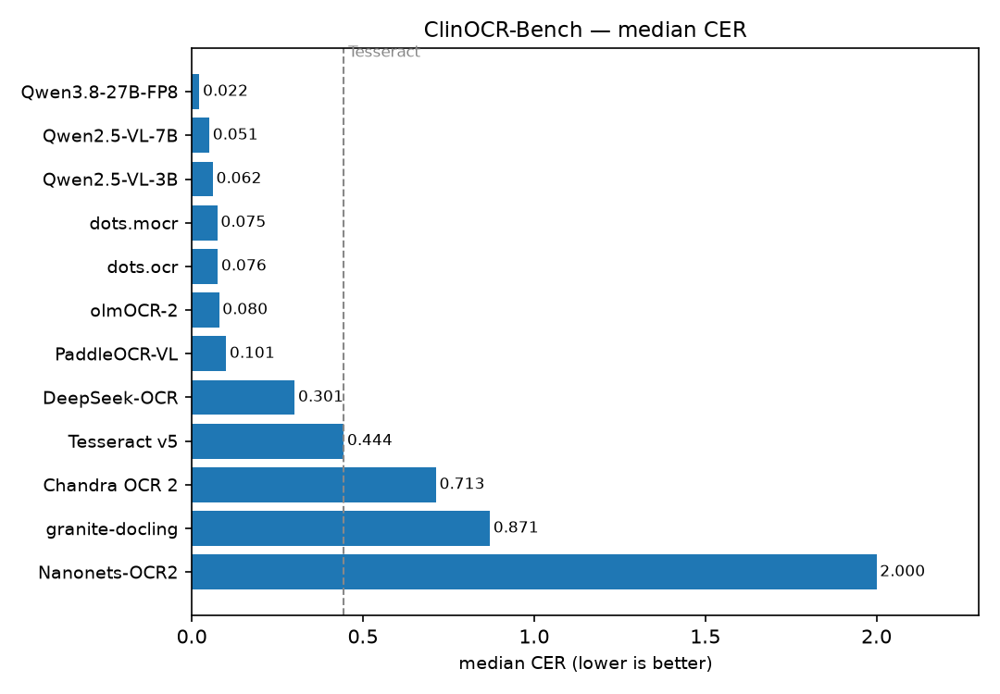 ClinOCR-Bench — median CER
Tesseract
Qwen3.8-27B-FP8 0.022
Qwen2.5-VL-7B 0.051
Qwen2.5-VL-3B 0.062
dots.mocr 0.075
dots.ocr 0.076
olmOCR-2 0.080
PaddleOCR-VL 0.101
DeepSeek-OCR 0.301
Tesseract v5 0.444
Chandra OCR 2 0.713
granite-docling 0.871
Nanonets-OCR2 2.000
0.0 0.5 1.0 1.5 2.0
median CER (lower is better)